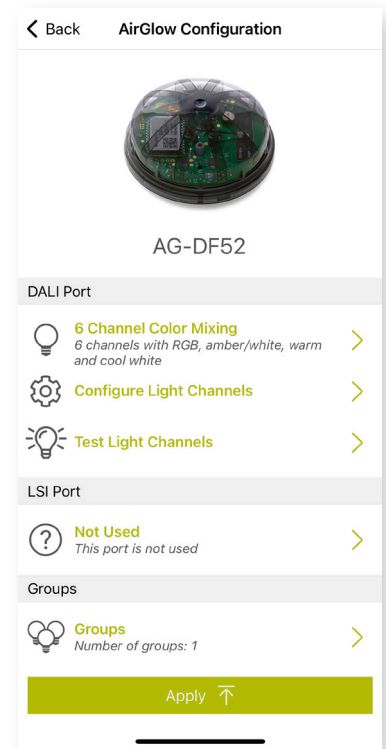 Back AirGlow Configuration
AG-DF52
DALI Port
6 Channel Color Mixing
6 channels with RGB, amber/white, warm
and cool white
Configure Light Channels
Test Light Channels
LSI Port
?
Not Used
This port is not used
Groups
Groups
Number of groups: 1
Apply